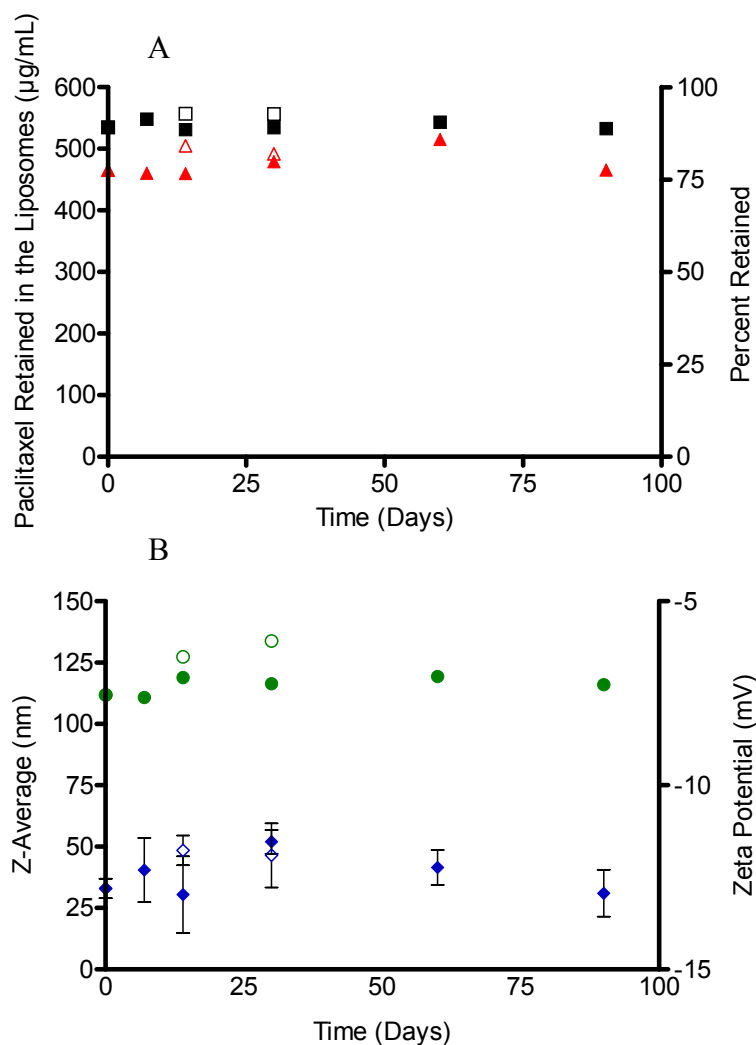 A
Paclitaxel Retained in the Liposomes (µg/mL)
600
500
400
300
200
100
0
100
75
50
25
0
Percent Retained
0 25 50 75 100
Time (Days)
B
Z-Average (nm)
150
125
100
75
50
25
0
-5
-10
-15
Zeta Potential (mV)
0 25 50 75 100
Time (Days)